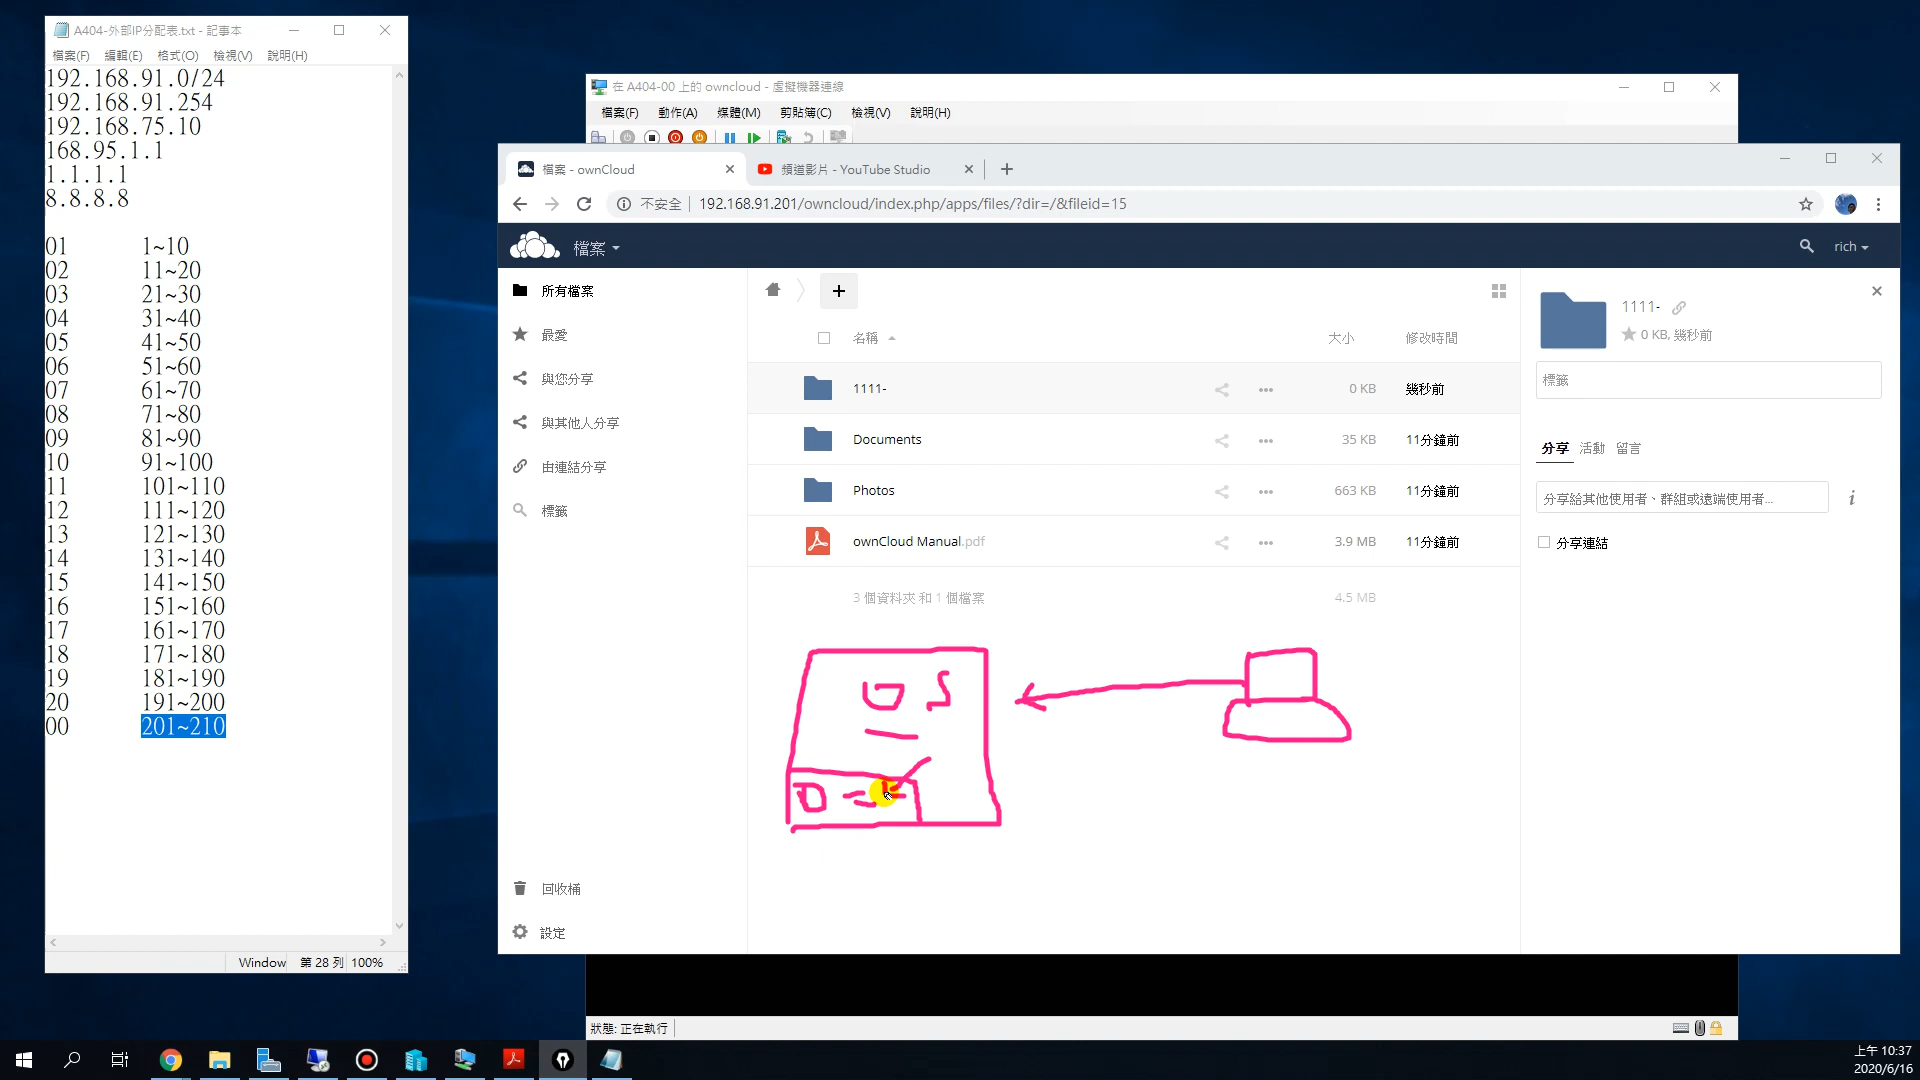 A404-外部IP分配表.txt - 記事本
檔案(F) 編輯(E) 格式(O) 檢視(V) 說明(H)
192.168.91.0/24
192.168.91.254
192.168.75.10
168.95.1.1
1.1.1.1
8.8.8.8
01 1~10
02 11~20
03 21~30
04 31~40
05 41~50
06 51~60
07 61~70
08 71~80
09 81~90
10 91~100
11 101~110
12 111~120
13 121~130
14 131~140
15 141~150
16 151~160
17 161~170
18 171~180
19 181~190
20 191~200
00 201~210
Window 第 28 列 100%
在 A404-00 上的 owncloud - 虛擬機器連線
檔案(F) 動作(A) 媒體(M) 剪貼簿(C) 檢視(V) 說明(H)
檔案 - ownCloud
頻道影片 - YouTube Studio
不安全 192.168.91.201/owncloud/index.php/apps/files/?dir=/&fileid=15
檔案
rich
所有檔案
最愛
與您分享
與其他人分享
由連結分享
標籤
回收桶
設定
名稱 大小 修改時間
1111- 0 KB 幾秒前
Documents 35 KB 11分鐘前
Photos 663 KB 11分鐘前
ownCloud Manual.pdf 3.9 MB 11分鐘前
3 個資料夾 和 1 個檔案 4.5 MB
OS
D
1111-
0 KB, 幾秒前
標籤
分享 活動 留言
分享給其他使用者、群組或遠端使用者...
i
分享連結
狀態: 正在執行
上午 10:37
2020/6/16